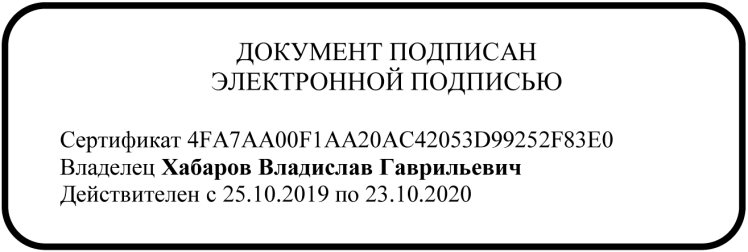 ДОКУМЕНТ ПОДПИСАН
ЭЛЕКТРОННОЙ ПОДПИСЬЮ
Сертификат 4FA7AA00F1AA20AC42053D99252F83E0
Владелец Хабаров Владислав Гаврильевич
Действителен с 25.10.2019 по 23.10.2020